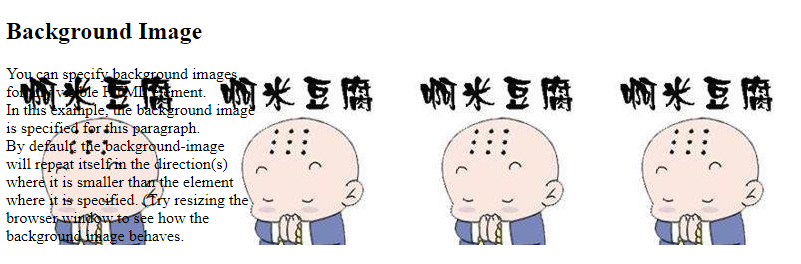 Background Image
啊米豆腐 啊米豆腐 啊米豆腐 啊米豆腐
You can specify background images
for any visible HTML element.
In this example, the background image
is specified for this paragraph.
By default, the background-image
will repeat itself in the direction(s)
where it is smaller than the element
where it is specified. (Try resizing the
browser window to see how the
background image behaves.